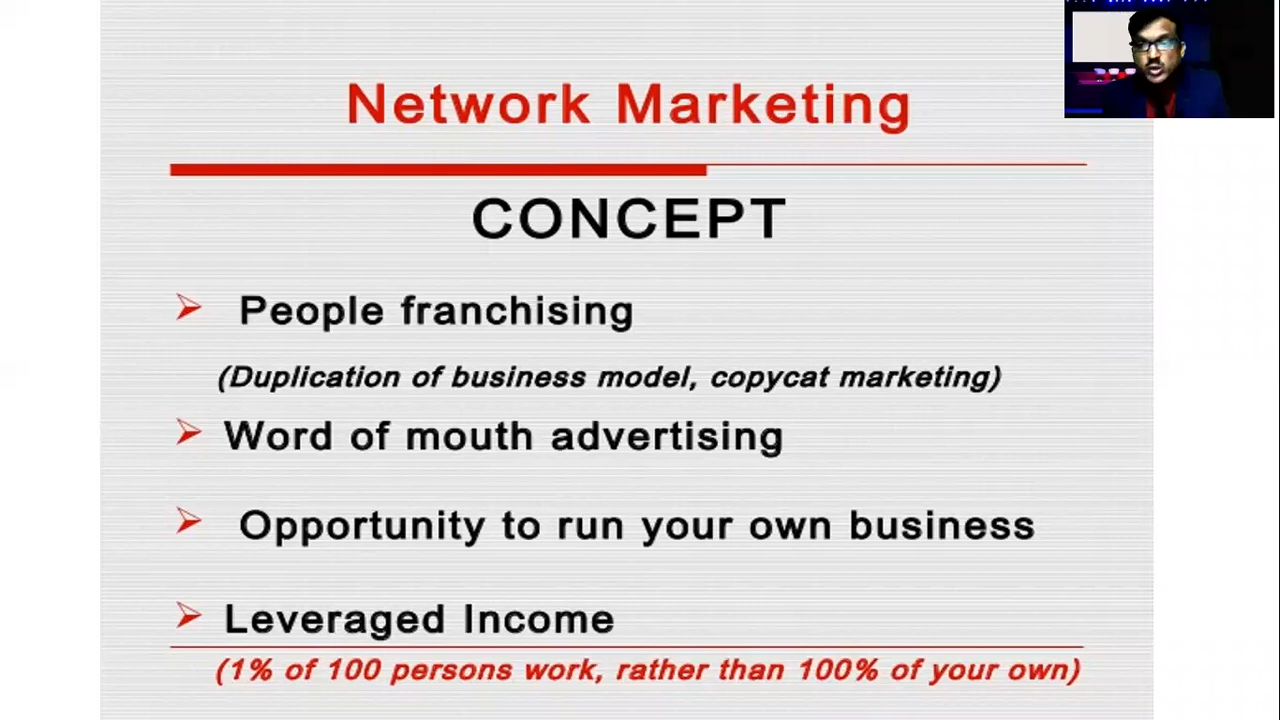 Network Marketing
CONCEPT
People franchising
(Duplication of business model, copycat marketing)
Word of mouth advertising
Opportunity to run your own business
Leveraged Income
(1% of 100 persons work, rather than 100% of your own)